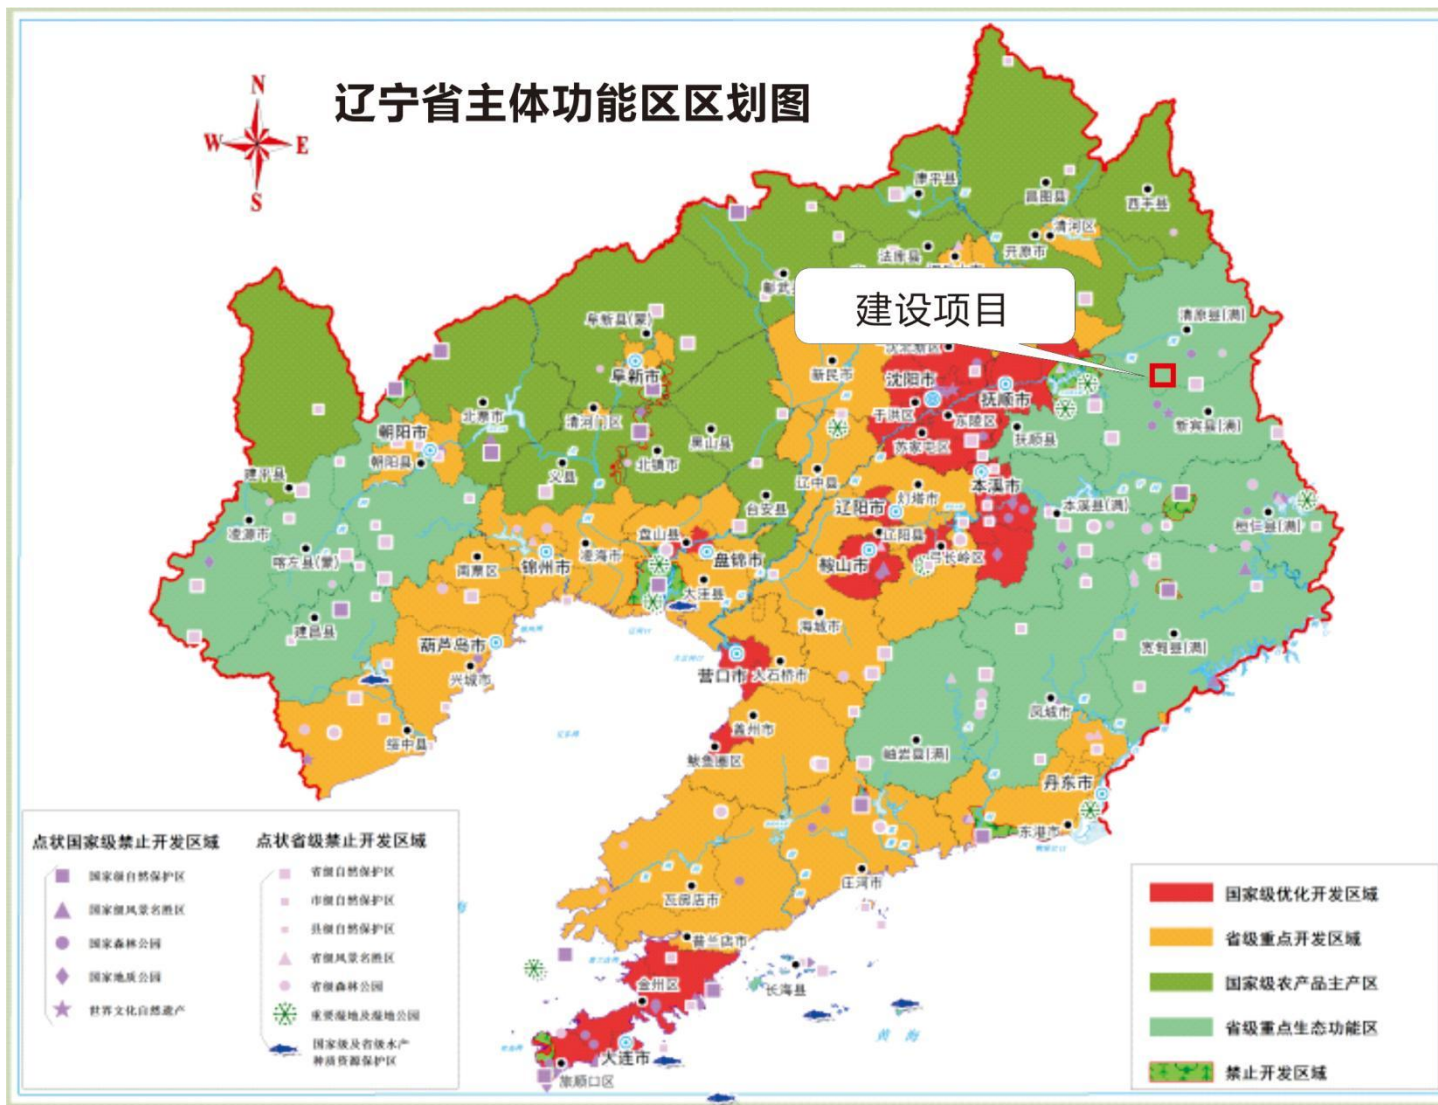 辽宁省主体功能区区划图
N
W
E
S
康平县
昌图县
西丰县
清河区
开原市
法库县
彰武
建设项目
清原县(满)
阜新县(蒙)
阜新市
新民市
沈阳市
抚顺市
于洪区
东陵区
苏家屯区
抚顺县
新宾县(满)
北票市
清河门区
朝阳市
朝阳县
黑山县
北镇市
义县
建平县
辽中县
台安县
灯塔市
本溪市
本溪县(满)
桓仁县(满)
辽阳市
辽阳县
弓长岭区
鞍山市
凌源市
喀左县(蒙)
南票区
锦州市
凌海市
盘山县
盘锦市
大洼县
海城市
宽甸县(满)
建昌县
葫芦岛市
兴城市
营口市
大石桥市
凤城市
绥中县
盖州市
鲅鱼圈区
岫岩县(满)
丹东市
东港市
庄河市
瓦房店市
普兰店市
金州区
长海县
大连市
旅顺口区
黄海
点状国家级禁止开发区域
国家级自然保护区
国家级风景名胜区
国家森林公园
国家地质公园
世界文化自然遗产
点状省级禁止开发区域
省级自然保护区
市级自然保护区
县级自然保护区
省级风景名胜区
省级森林公园
重要湿地及湿地公园
国家级及省级水产
种质资源保护区
国家级优化开发区域
省级重点开发区域
国家级农产品主产区
省级重点生态功能区
禁止开发区域